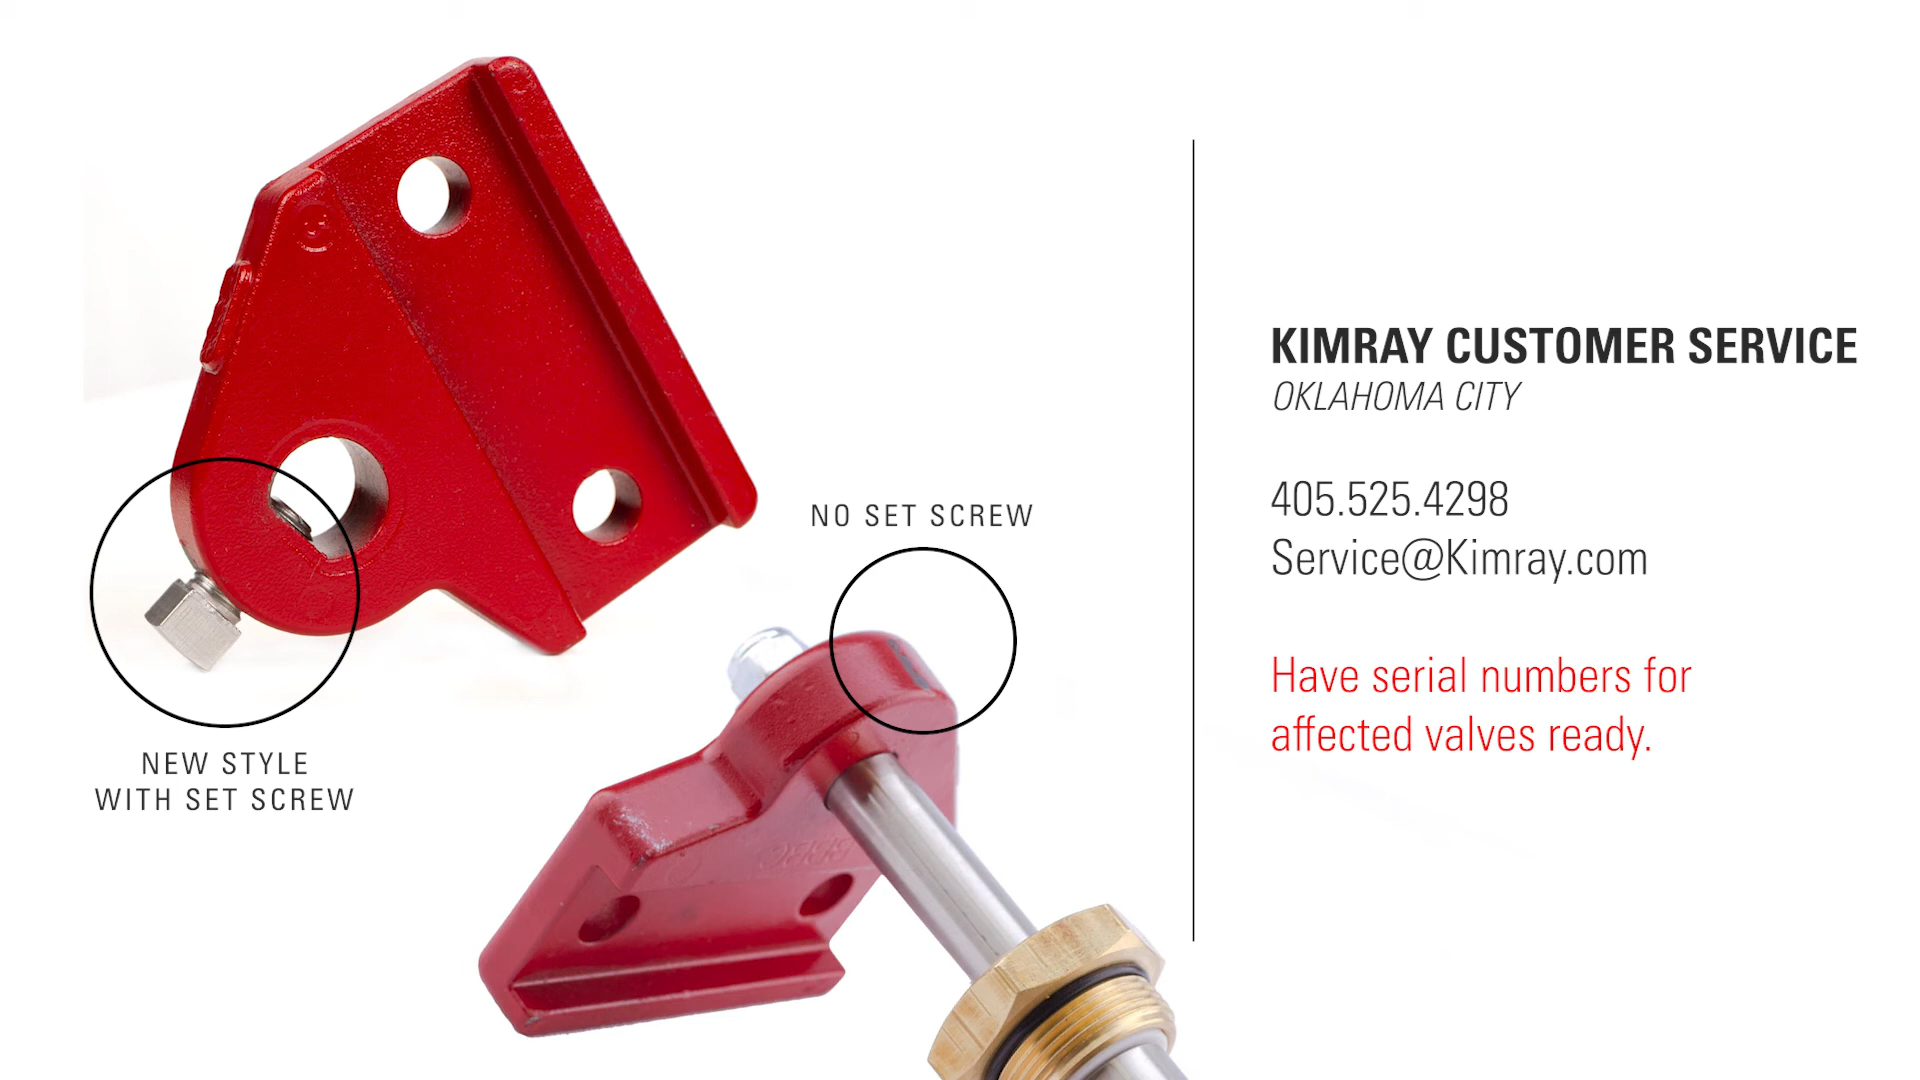 NEW STYLE
WITH SET SCREW
NO SET SCREW
KIMRAY CUSTOMER SERVICE
OKLAHOMA CITY
405.525.4298
Service@Kimray.com
Have serial numbers for
affected valves ready.